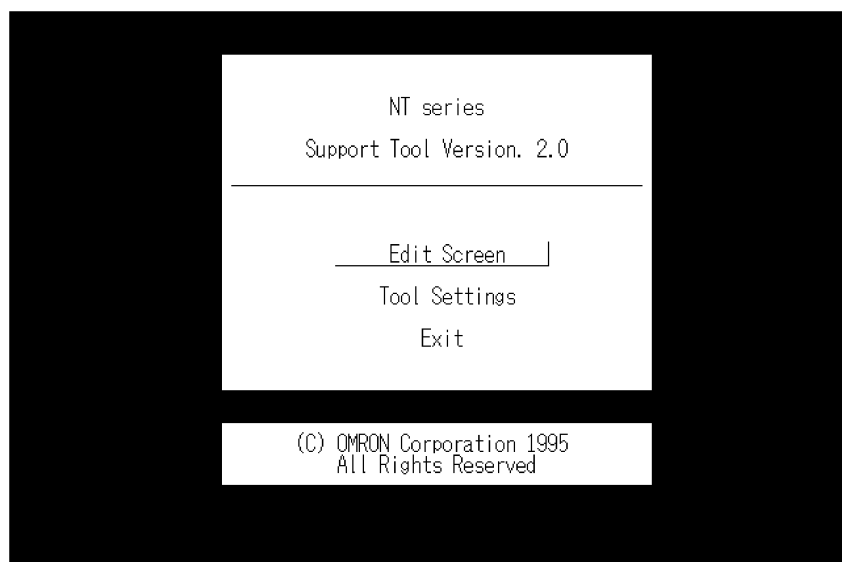 NT series
Support Tool Version. 2.0
Edit Screen
Tool Settings
Exit
(C) OMRON Corporation 1995
All Rights Reserved